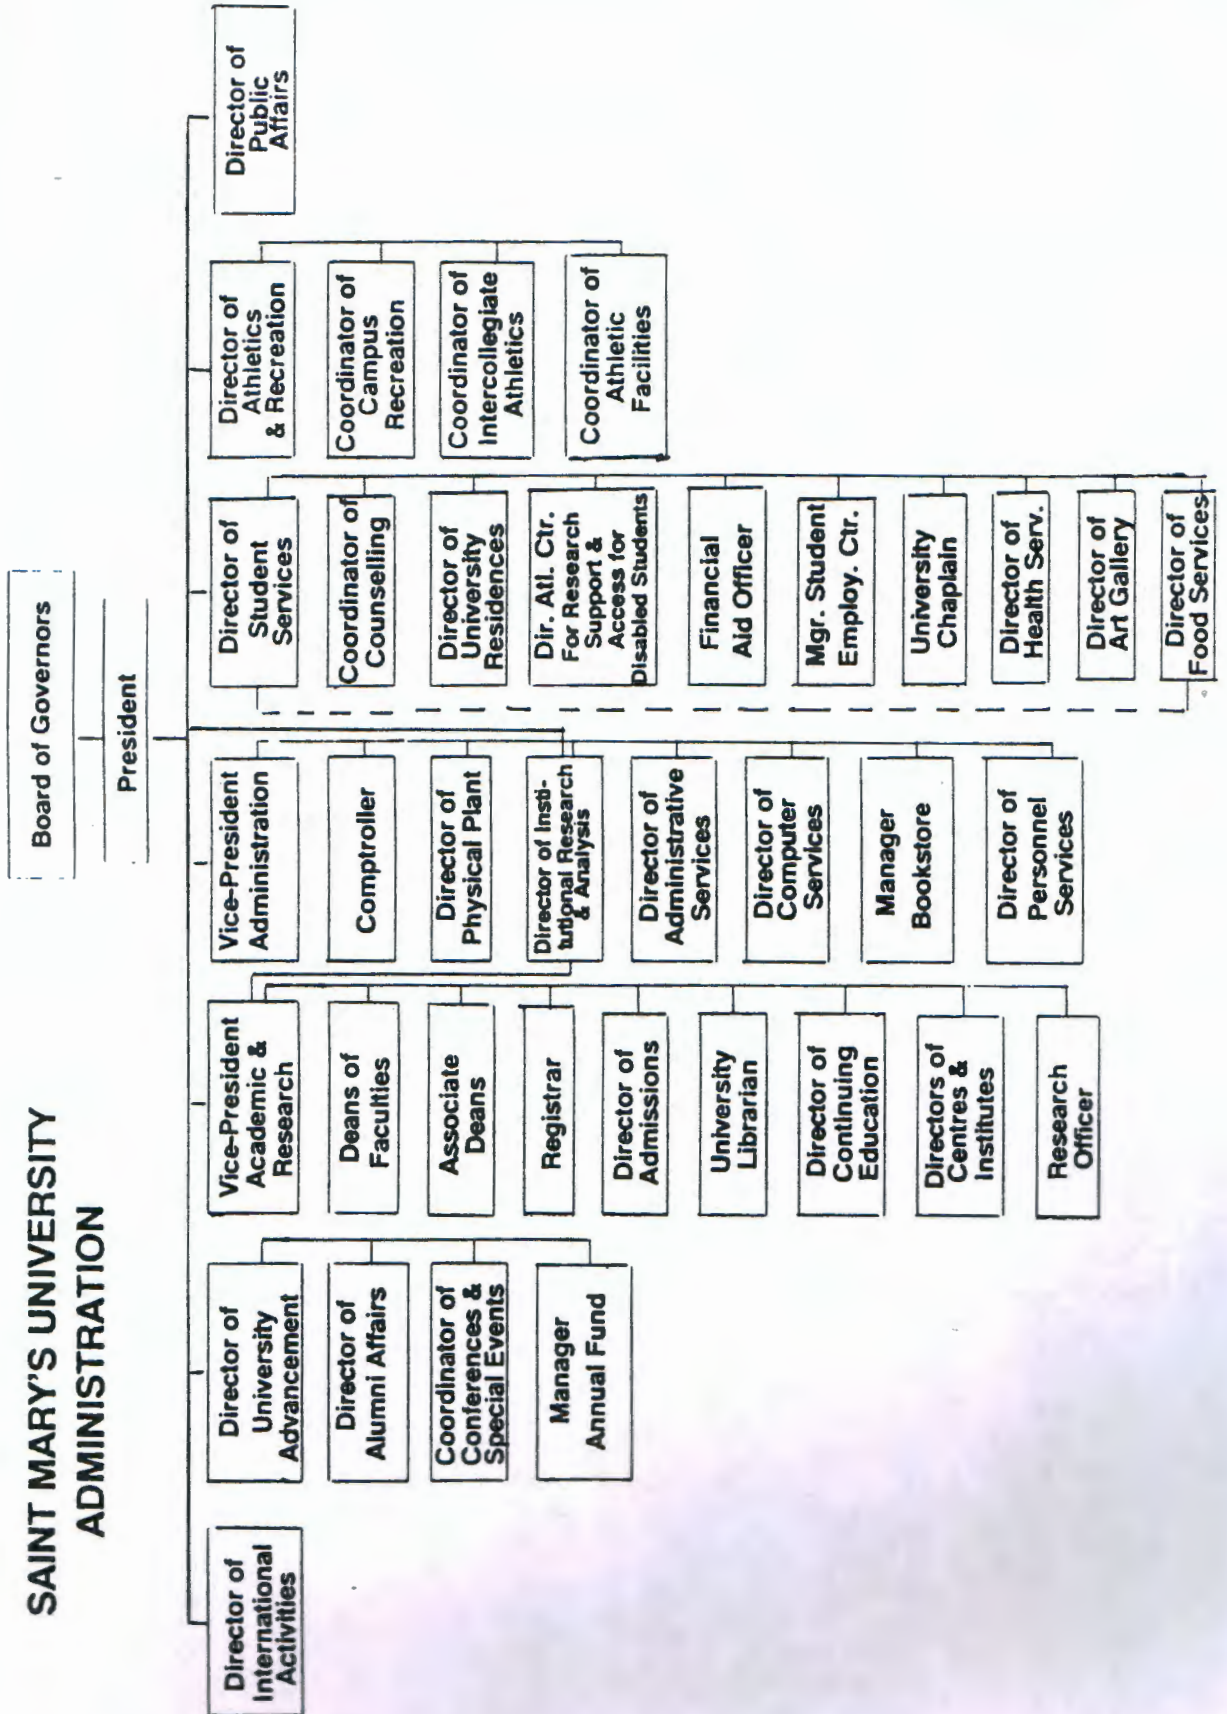 SAINT MARY'S UNIVERSITY
ADMINISTRATION
Board of Governors
President
Director of
International
Activities
Director of
University
Advancement
Director of
Alumni Affairs
Coordinator of
Conferences &
Special Events
Manager
Annual Fund
Vice-President
Academic &
Research
Deans of
Faculties
Associate
Deans
Registrar
Director of
Admissions
University
Librarian
Director of
Continuing
Education
Directors of
Centres &
Institutes
Research
Officer
Vice-President
Administration
Comptroller
Director of
Physical Plant
Director of Insti-
tutional Research
& Analysis
Director of
Administrative
Services
Director of
Computer
Services
Manager
Bookstore
Director of
Personnel
Services
Director of
Student
Services
Coordinator of
Counselling
Director of
University
Residences
Dir. Atl. Ctr.
For Research
Support &
Access for
Disabled Students
Financial
Aid Officer
Mgr. Student
Employ. Ctr.
University
Chaplain
Director of
Health Serv.
Director of
Art Gallery
Director of
Food Services
Director of
Athletics
& Recreation
Coordinator of
Campus
Recreation
Coordinator of
Intercollegiate
Athletics
Coordinator of
Athletic
Facilities
Director of
Public
Affairs